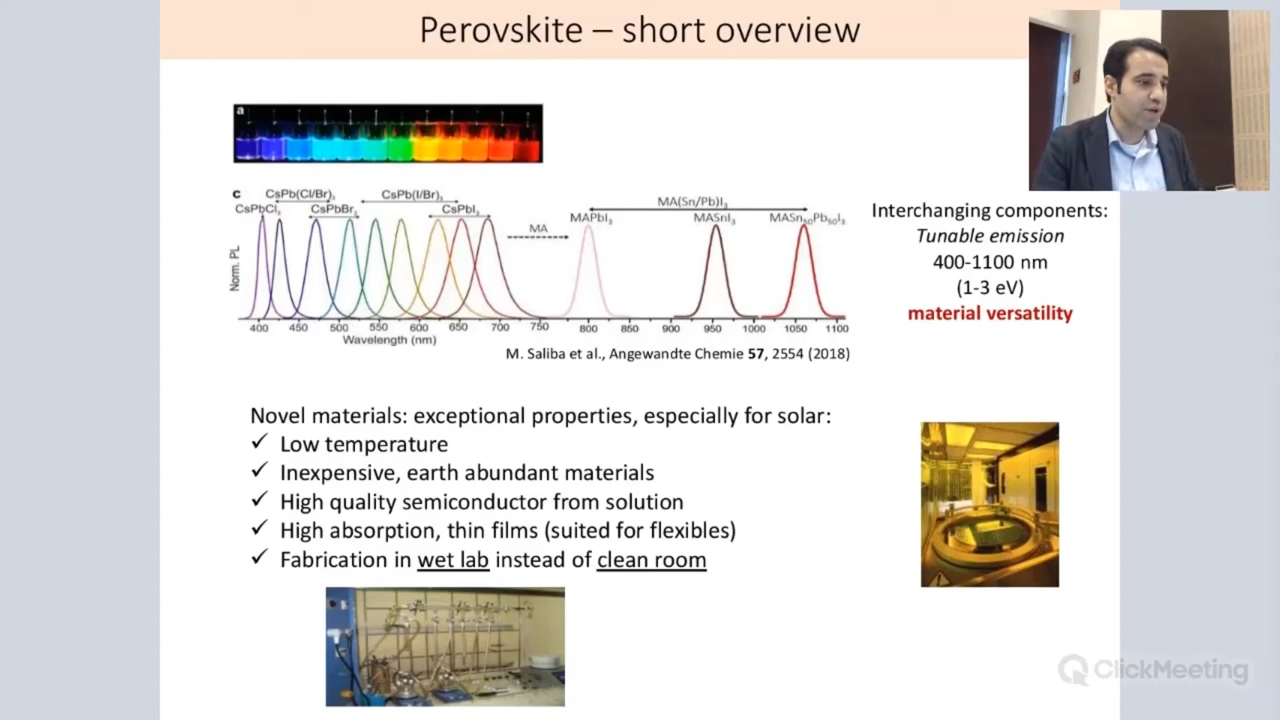 Perovskite – short overview
a
c
CsPb(Cl/Br)3
CsPb(I/Br)3
CsPbCl3
CsPbBr3
CsPbI3
MA
MA(Sn/Pb)I3
MAPbI3
MASnI3
MASn50Pb50I3
Norm. PL
400 450 500 550 600 650 700 750 800 850 900 950 1000 1050 1100
Wavelength (nm)
M. Saliba et al., Angewandte Chemie 57, 2554 (2018)
Interchanging components:
Tunable emission
400-1100 nm
(1-3 eV)
material versatility
Novel materials: exceptional properties, especially for solar:
✓ Low temperature
✓ Inexpensive, earth abundant materials
✓ High quality semiconductor from solution
✓ High absorption, thin films (suited for flexibles)
✓ Fabrication in wet lab instead of clean room
ClickMeeting